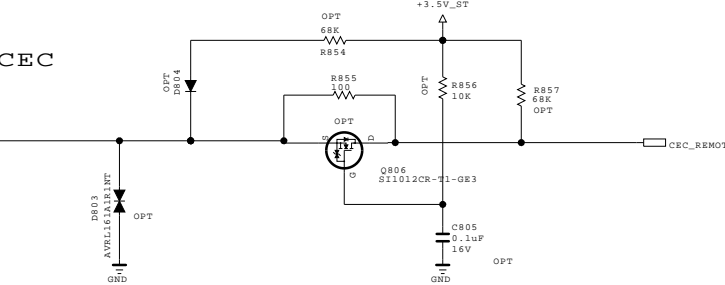 +3.5V_ST
OPT
68K
R854
CEC
OPT
D804
R855
100
OPT
R856
10K
R857
68K
OPT
OPT
S
D
G
CEC_REMOT
Q806
SI1012CR-T1-GE3
D803
AVRL161A1R1NT
OPT
C805
0.1uF
16V
OPT
GND
GND